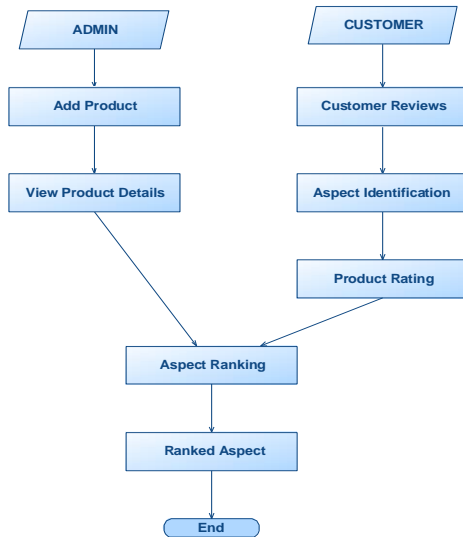 ADMIN
CUSTOMER
Add Product
Customer Reviews
View Product Details
Aspect Identification
Product Rating
Aspect Ranking
Ranked Aspect
End